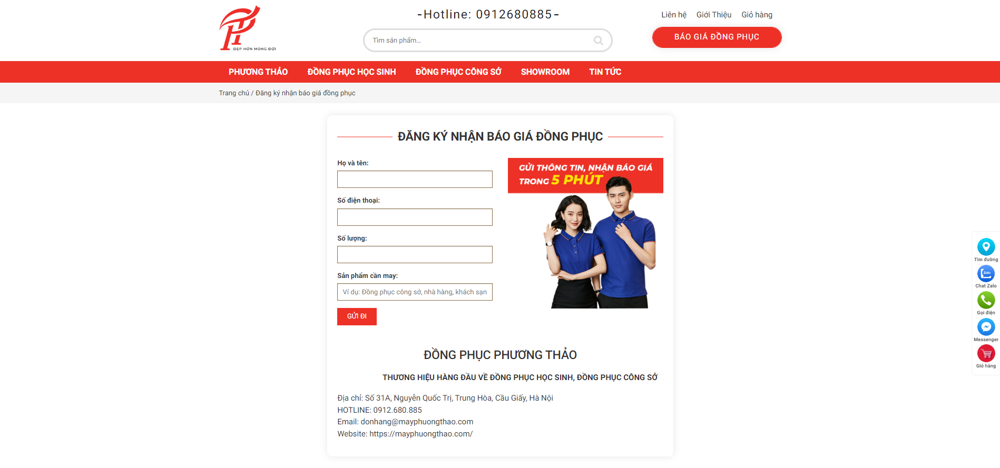 ĐẸP HƠN MONG ĐỢI
-Hotline: 0912680885-
Tìm sản phẩm...
Liên hệ Giới Thiệu Giỏ hàng
BÁO GIÁ ĐỒNG PHỤC
PHƯƠNG THẢO ĐỒNG PHỤC HỌC SINH ĐỒNG PHỤC CÔNG SỞ SHOWROOM TIN TỨC
Trang chủ / Đăng ký nhận báo giá đồng phục
ĐĂNG KÝ NHẬN BÁO GIÁ ĐỒNG PHỤC
Họ và tên:
Số điện thoại:
Số lượng:
Sản phẩm cần may:
Ví dụ: Đồng phục công sở, nhà hàng, khách sạn
GỬI ĐI
GỬI THÔNG TIN, NHẬN BÁO GIÁ
TRONG 5 PHÚT
ĐỒNG PHỤC PHƯƠNG THẢO
THƯƠNG HIỆU HÀNG ĐẦU VỀ ĐỒNG PHỤC HỌC SINH, ĐỒNG PHỤC CÔNG SỞ
Địa chỉ: Số 31A, Nguyễn Quốc Trị, Trung Hòa, Cầu Giấy, Hà Nội
HOTLINE: 0912.680.885
Email: donhang@mayphuongthao.com
Website: https://mayphuongthao.com/
Tìm đường
Zalo
Chat Zalo
Gọi điện
Messenger
Giỏ hàng